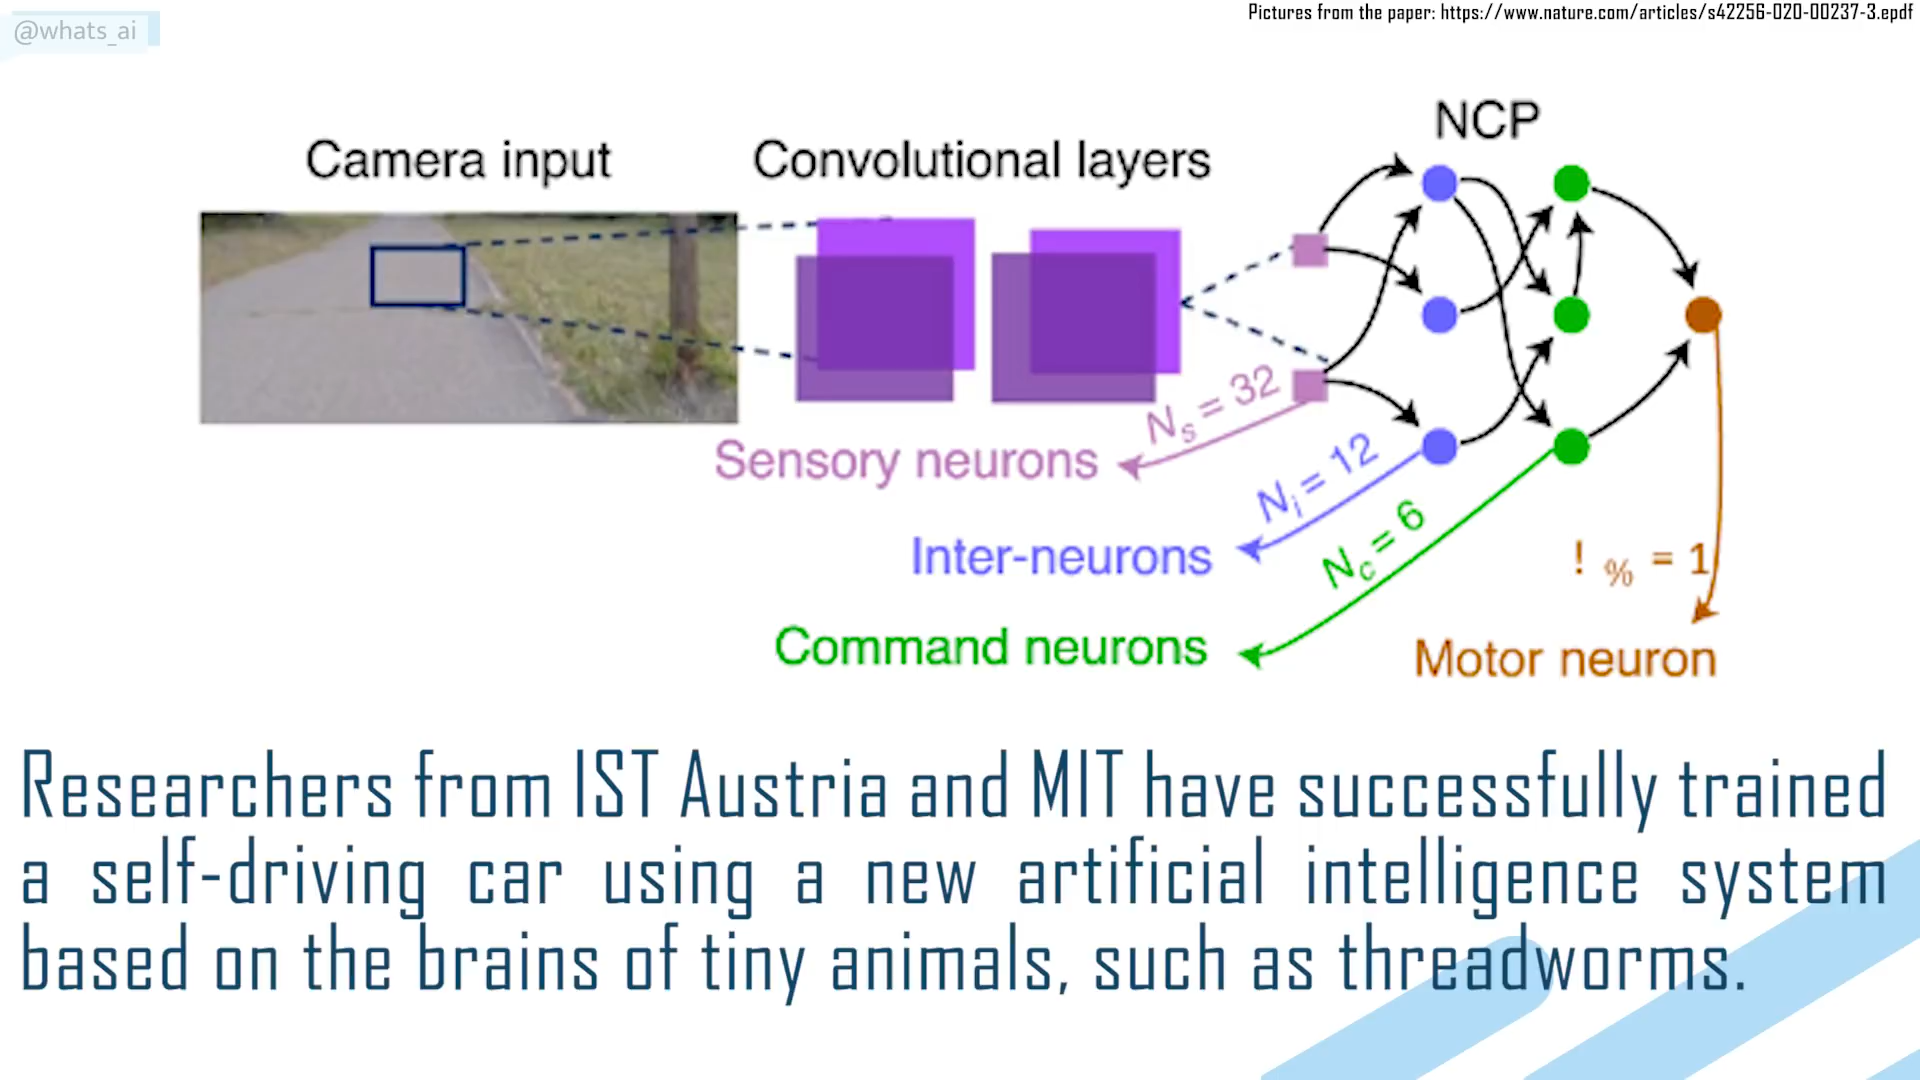 @whats_ai
Pictures from the paper: https://www.nature.com/articles/s42256-020-00237-3.epdf
NCP
Camera input
Convolutional layers
Ns = 32
Sensory neurons
Ni = 12
Inter-neurons
Nc = 6
! % = 1
Command neurons
Motor neuron
Researchers from IST Austria and MIT have successfully trained
a self-driving car using a new artificial intelligence system
based on the brains of tiny animals, such as threadworms.